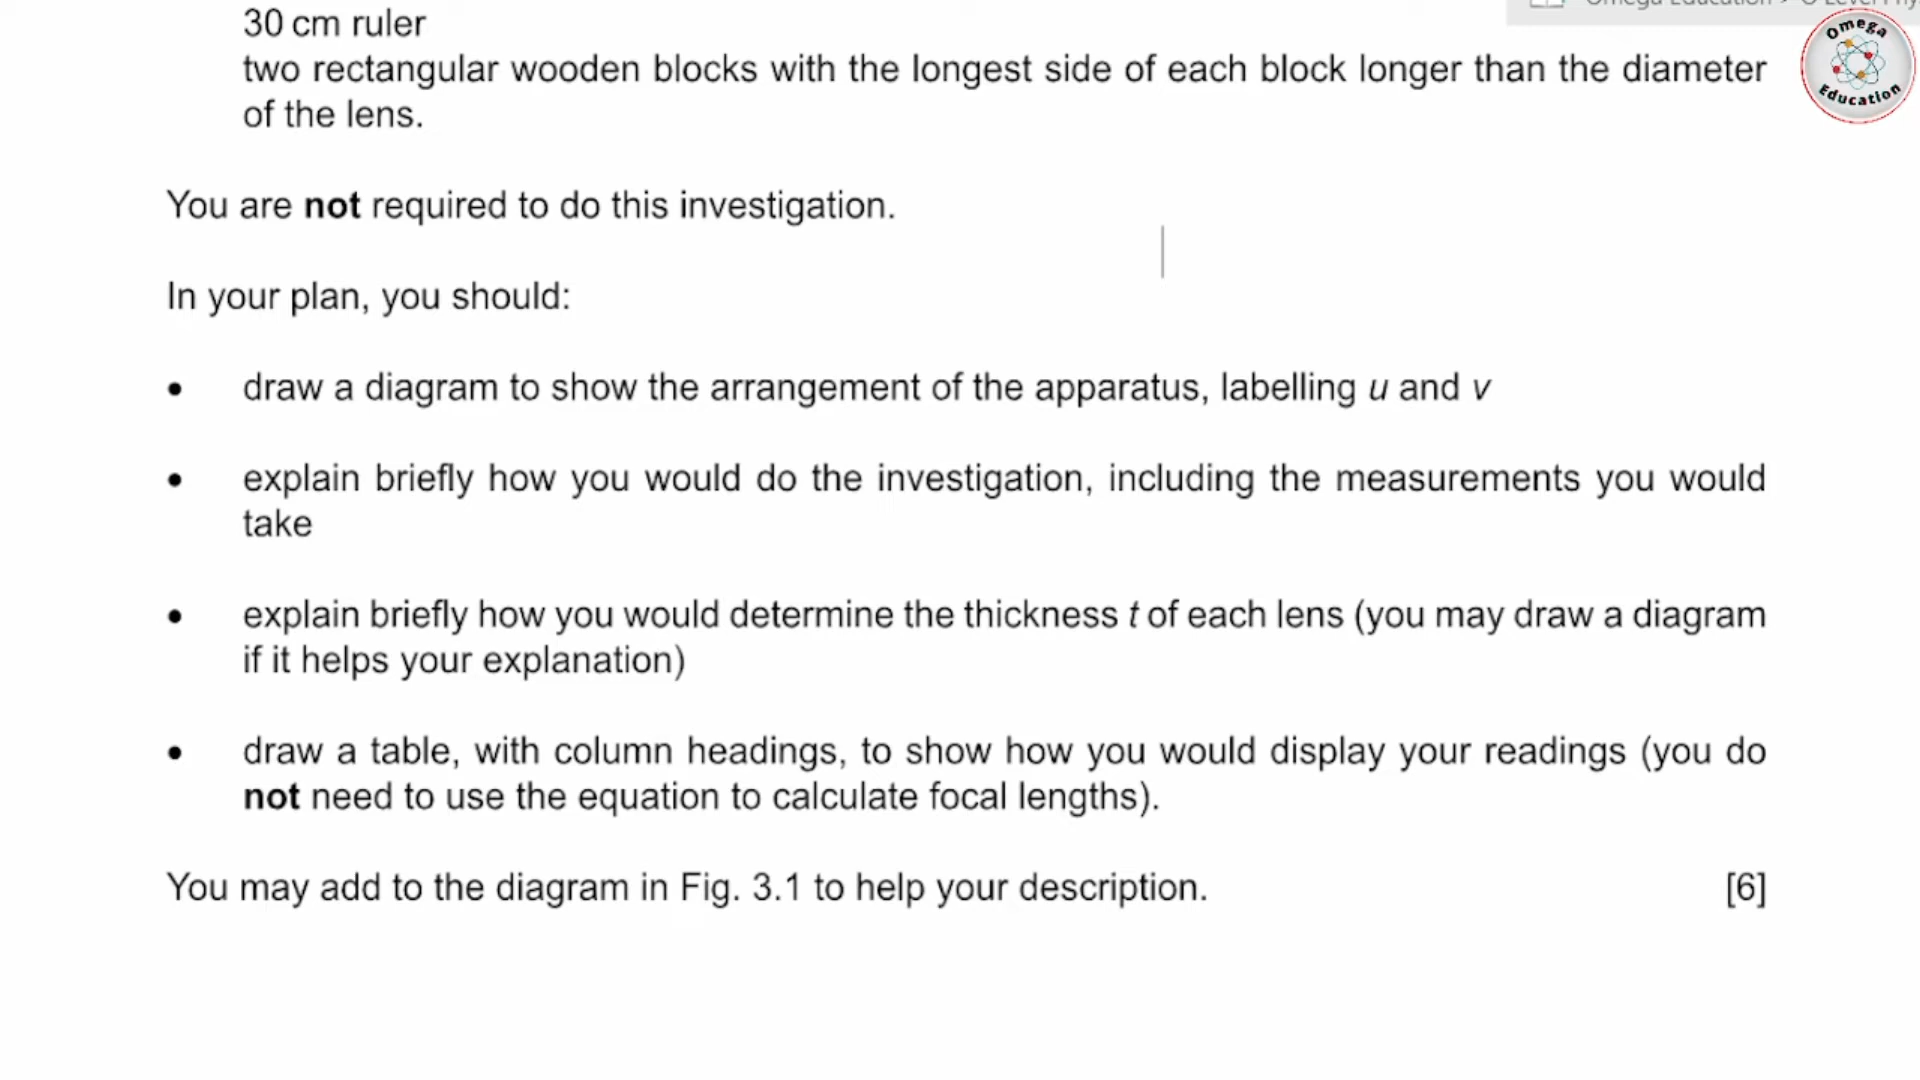 Omega Education > O Level Phy
Omega
Education
30 cm ruler
two rectangular wooden blocks with the longest side of each block longer than the diameter
of the lens.
You are not required to do this investigation.
In your plan, you should:
• draw a diagram to show the arrangement of the apparatus, labelling u and v
• explain briefly how you would do the investigation, including the measurements you would
take
• explain briefly how you would determine the thickness t of each lens (you may draw a diagram
if it helps your explanation)
• draw a table, with column headings, to show how you would display your readings (you do
not need to use the equation to calculate focal lengths).
You may add to the diagram in Fig. 3.1 to help your description. [6]